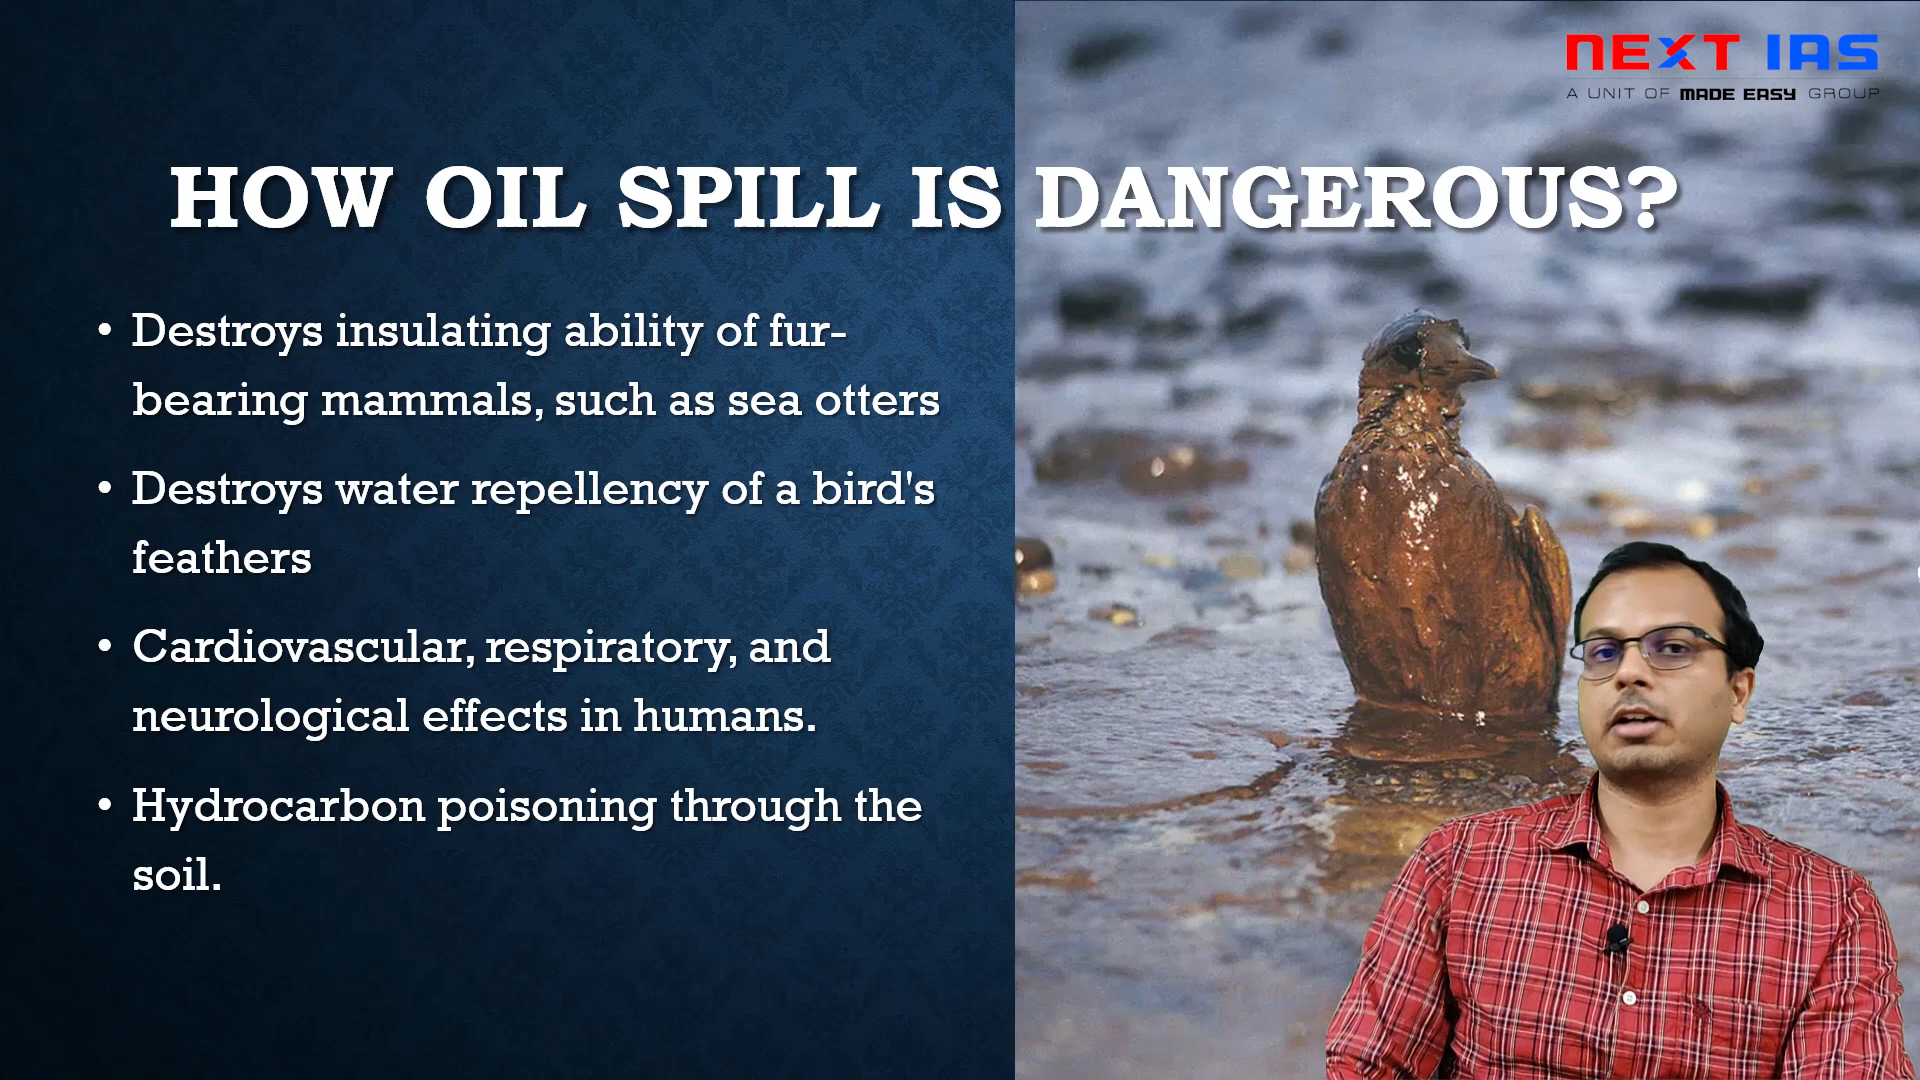 NEXT IAS
A UNIT OF MADE EASY GROUP
HOW OIL SPILL IS DANGEROUS?
• Destroys insulating ability of fur-
bearing mammals, such as sea otters
• Destroys water repellency of a bird's
feathers
• Cardiovascular, respiratory, and
neurological effects in humans.
• Hydrocarbon poisoning through the
soil.